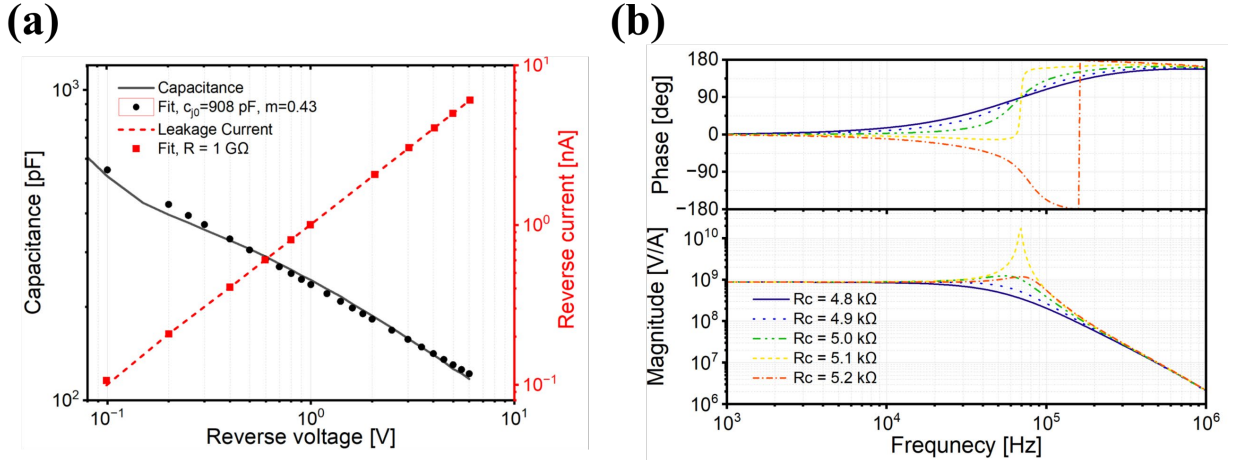 (a)
(b)
10³
10²
Capacitance [pF]
Capacitance
Fit, cj0=908 pF, m=0.43
Leakage Current
Fit, R = 1 GΩ
10¹
10⁰
10⁻¹
Reverse current [nA]
10⁻¹
10⁰
10¹
Reverse voltage [V]
180
90
0
−90
−180
Phase [deg]
10¹⁰
10⁹
10⁸
10⁷
10⁶
Magnitude [V/A]
Rc = 4.8 kΩ
Rc = 4.9 kΩ
Rc = 5.0 kΩ
Rc = 5.1 kΩ
Rc = 5.2 kΩ
10³
10⁴
10⁵
10⁶
Frequnecy [Hz]